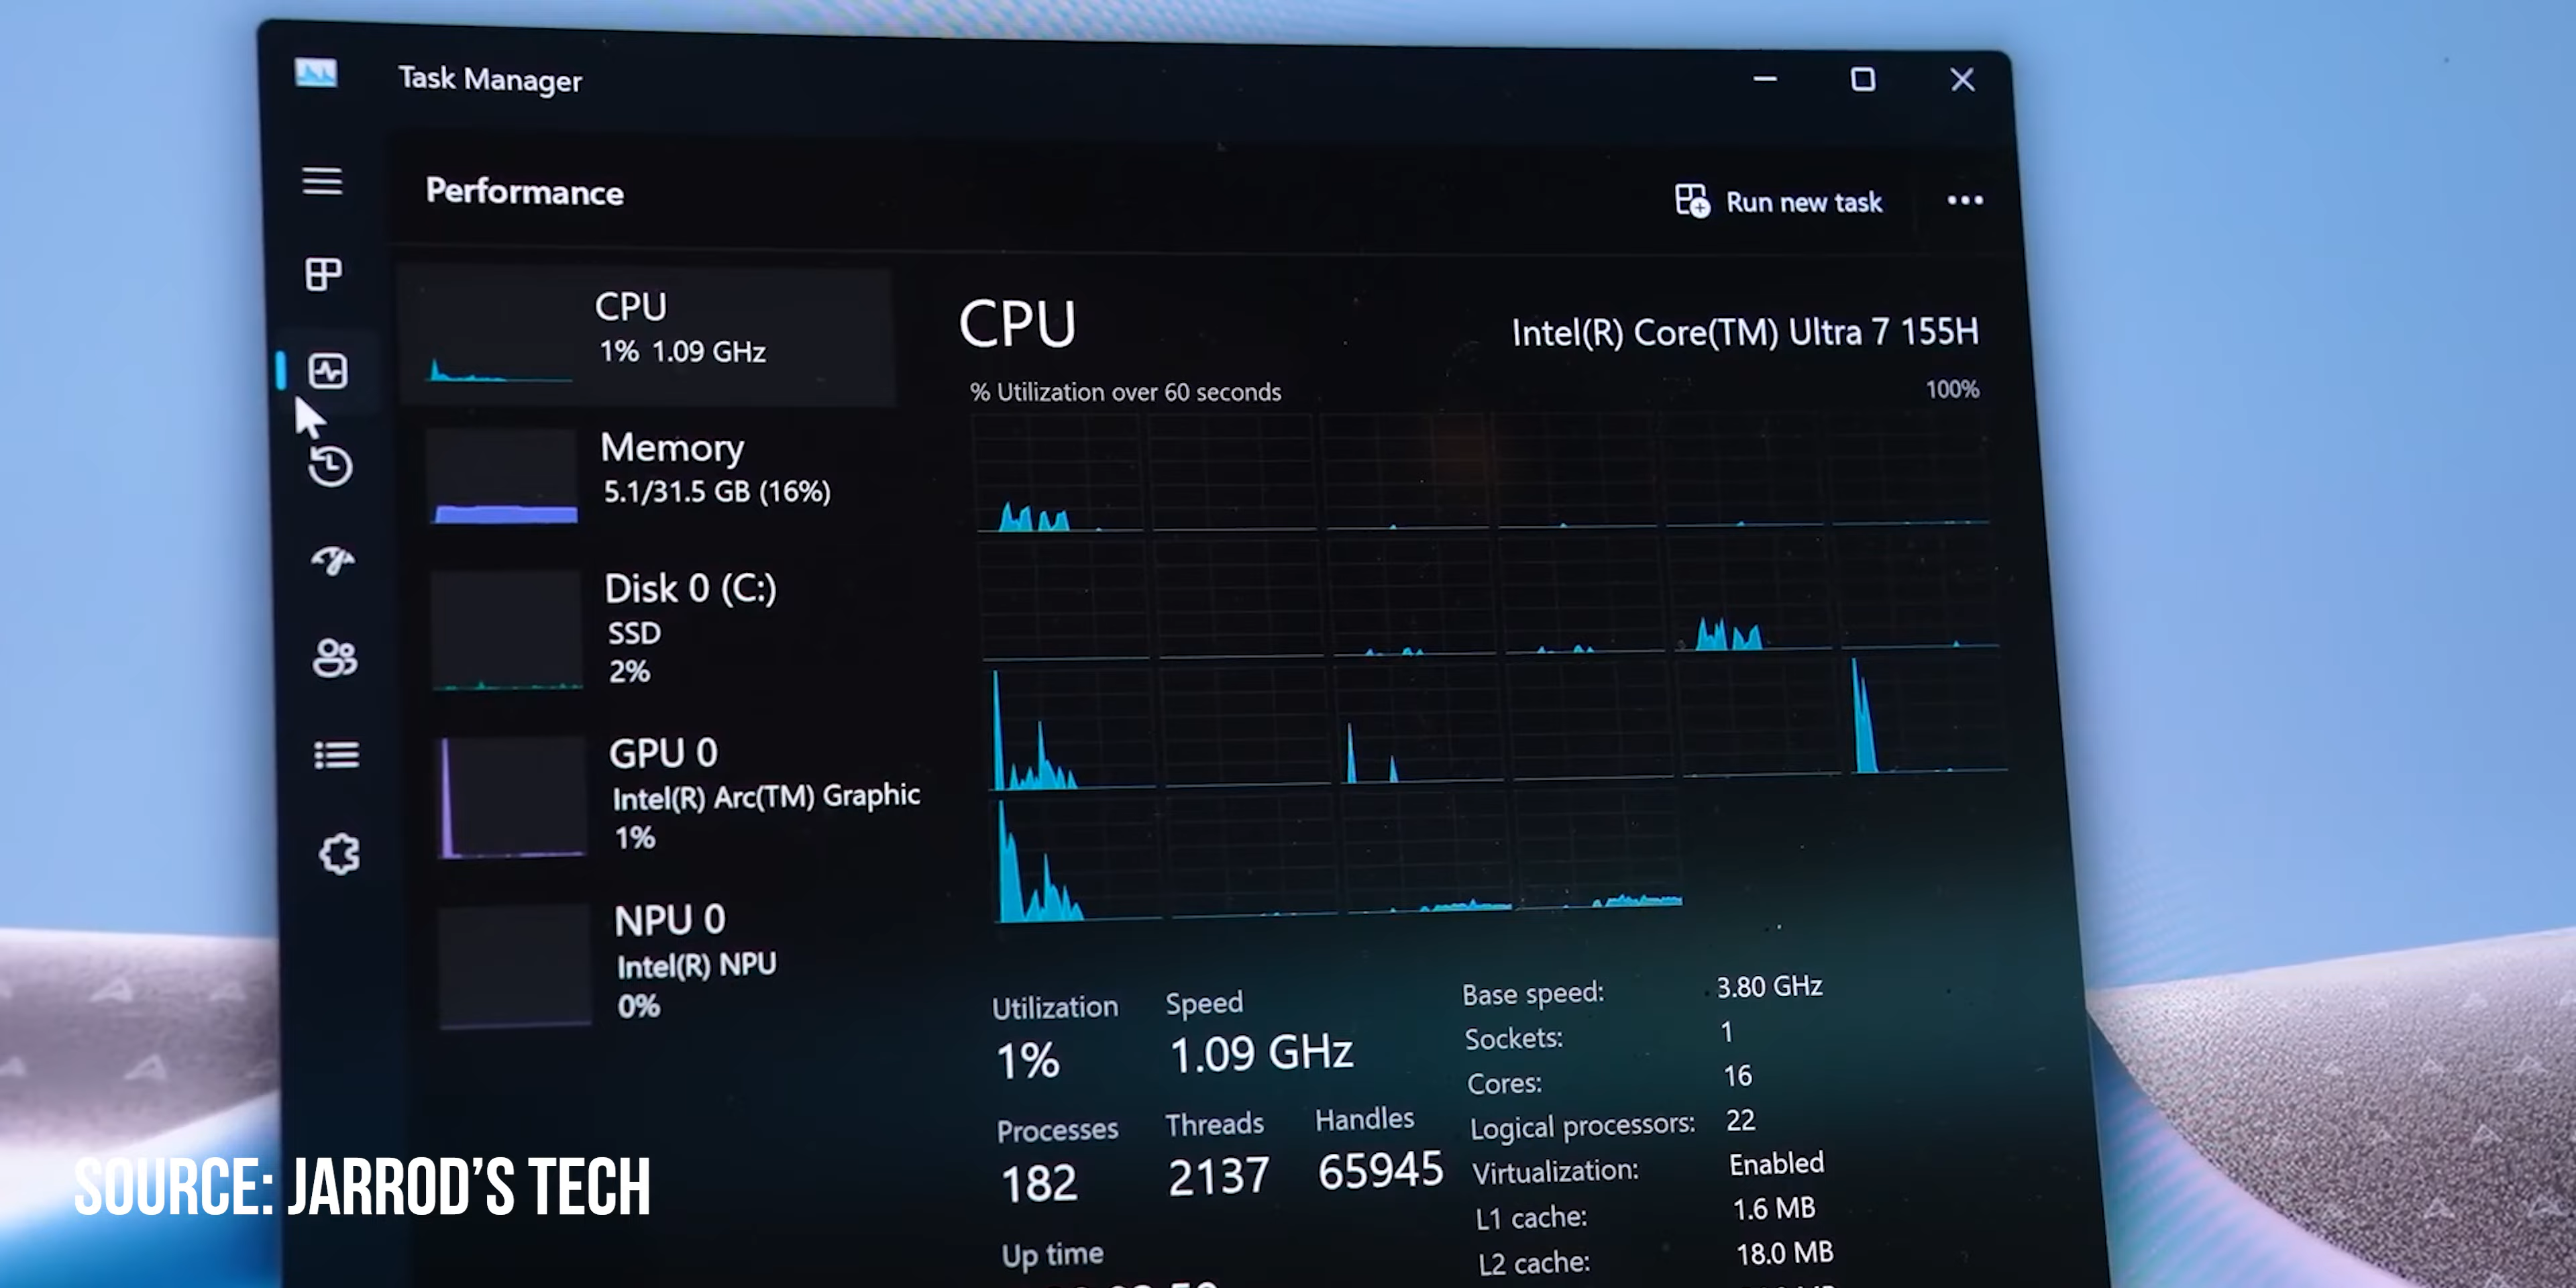 Task Manager
Performance
Run new task
CPU
1% 1.09 GHz
Memory
5.1/31.5 GB (16%)
Disk 0 (C:)
SSD
2%
GPU 0
Intel(R) Arc(TM) Graphic
1%
NPU 0
Intel(R) NPU
0%
CPU
Intel(R) Core(TM) Ultra 7 155H
% Utilization over 60 seconds
100%
Utilization
1%
Speed
1.09 GHz
Processes
182
Threads
2137
Handles
65945
Up time
Base speed: 3.80 GHz
Sockets: 1
Cores: 16
Logical processors: 22
Virtualization: Enabled
L1 cache: 1.6 MB
L2 cache: 18.0 MB
SOURCE: JARROD'S TECH